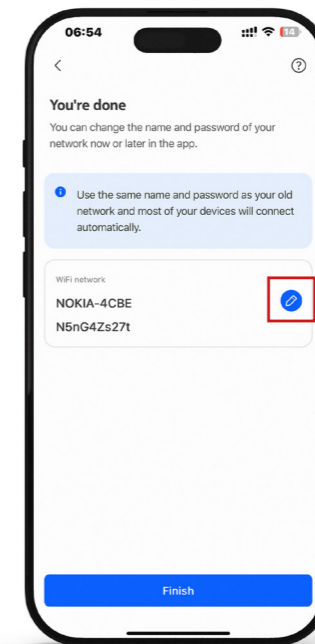 06:54
14
?
You're done
You can change the name and password of your
network now or later in the app.
i
Use the same name and password as your old
network and most of your devices will connect
automatically.
WiFi network
NOKIA-4CBE
N5nG4Zs27t
Finish